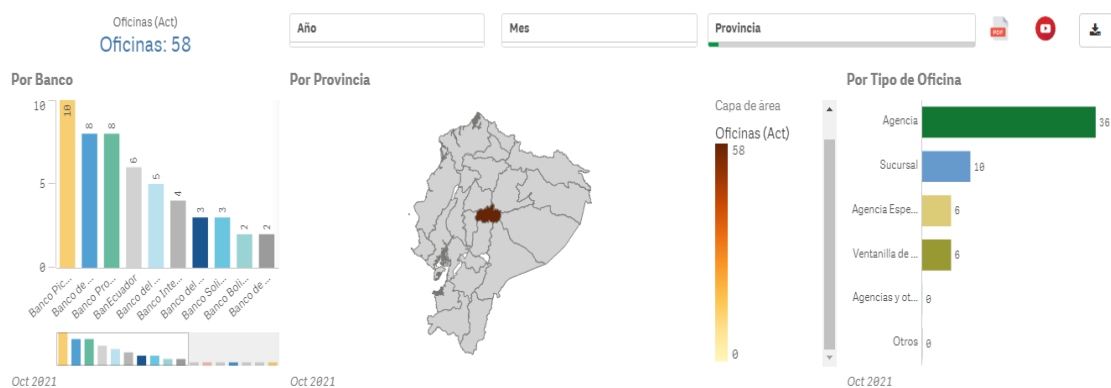 Oficinas (Act)
Oficinas: 58
Año
Mes
Provincia
PDF
Por Banco
Por Provincia
Por Tipo de Oficina
10
5
0
10
8
8
6
5
4
3
3
2
2
Banco Pic...
Banco de ...
Banco Pro...
BanEcuador
Banco del ...
Banco Inte...
Banco del...
Banco Soli...
Banco Boli...
Banco de ...
Capa de área
Oficinas (Act)
58
0
Agencia
36
Sucursal
10
Agencia Espe...
6
Ventanilla de...
6
Agencias y ot...
0
Otros
0
Oct 2021
Oct 2021
Oct 2021